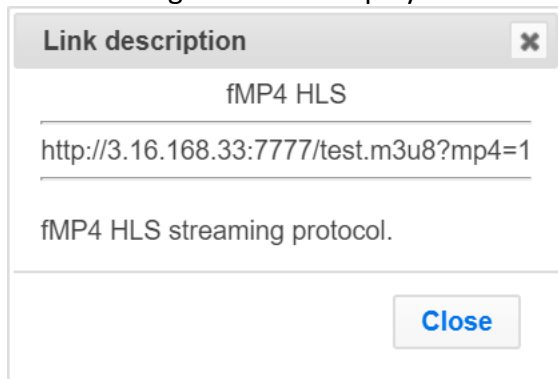 Link description
fMP4 HLS
http://3.16.168.33:7777/test.m3u8?mp4=1
fMP4 HLS streaming protocol.
Close